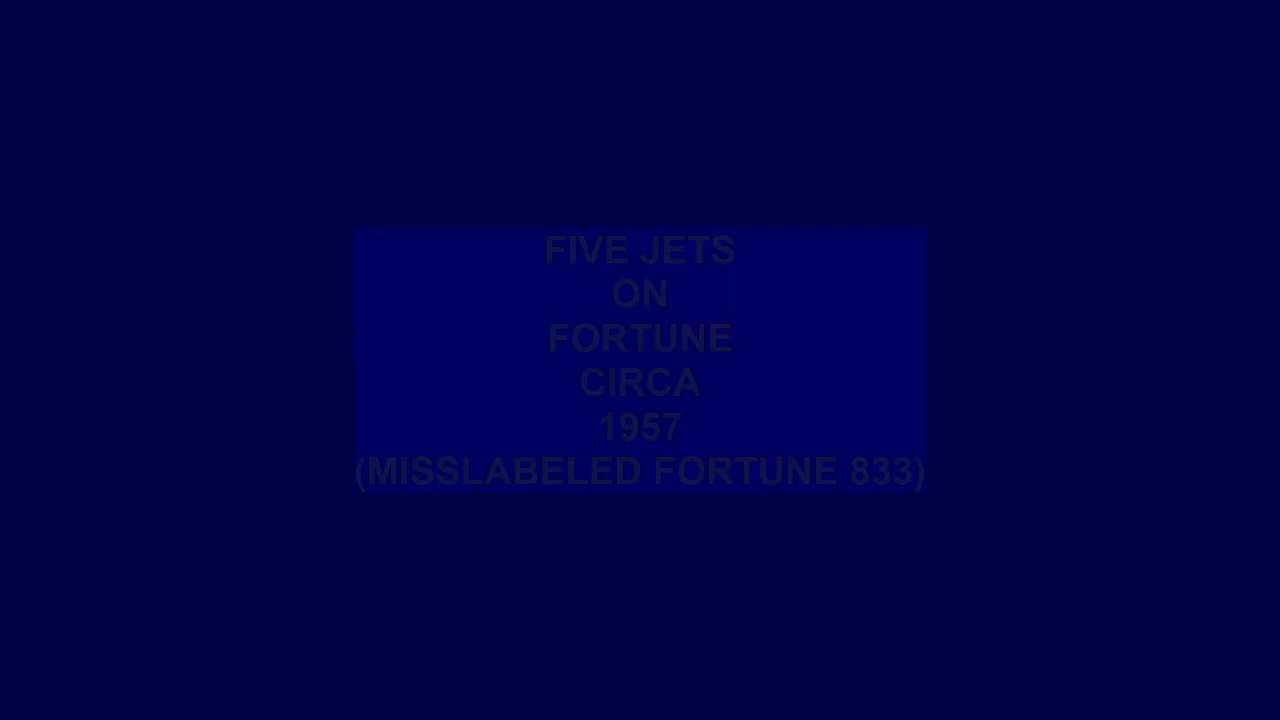 FIVE JETS
ON
FORTUNE
CIRCA
1957
(MISSLABELED FORTUNE 833)